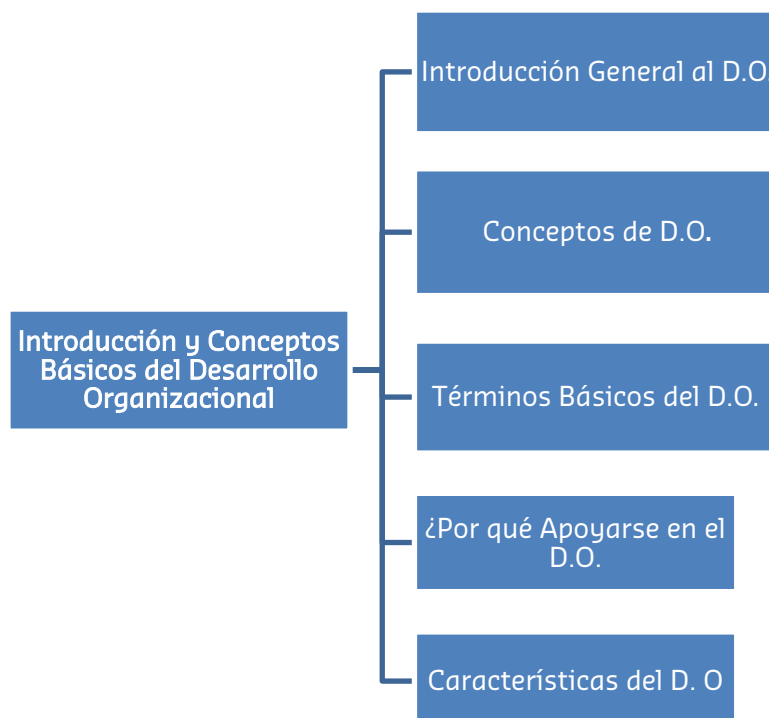 Introducción General al D.O.
Conceptos de D.O.
Introducción y Conceptos
Básicos del Desarrollo
Organizacional
Términos Básicos del D.O.
¿Por qué Apoyarse en el
D.O.
Características del D. O